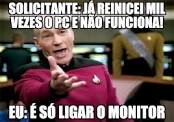 SOLICITANTE: JÁ REINICEI MIL
VEZES O PC E NÃO FUNCIONA!
EU: É SÓ LIGAR O MONITOR